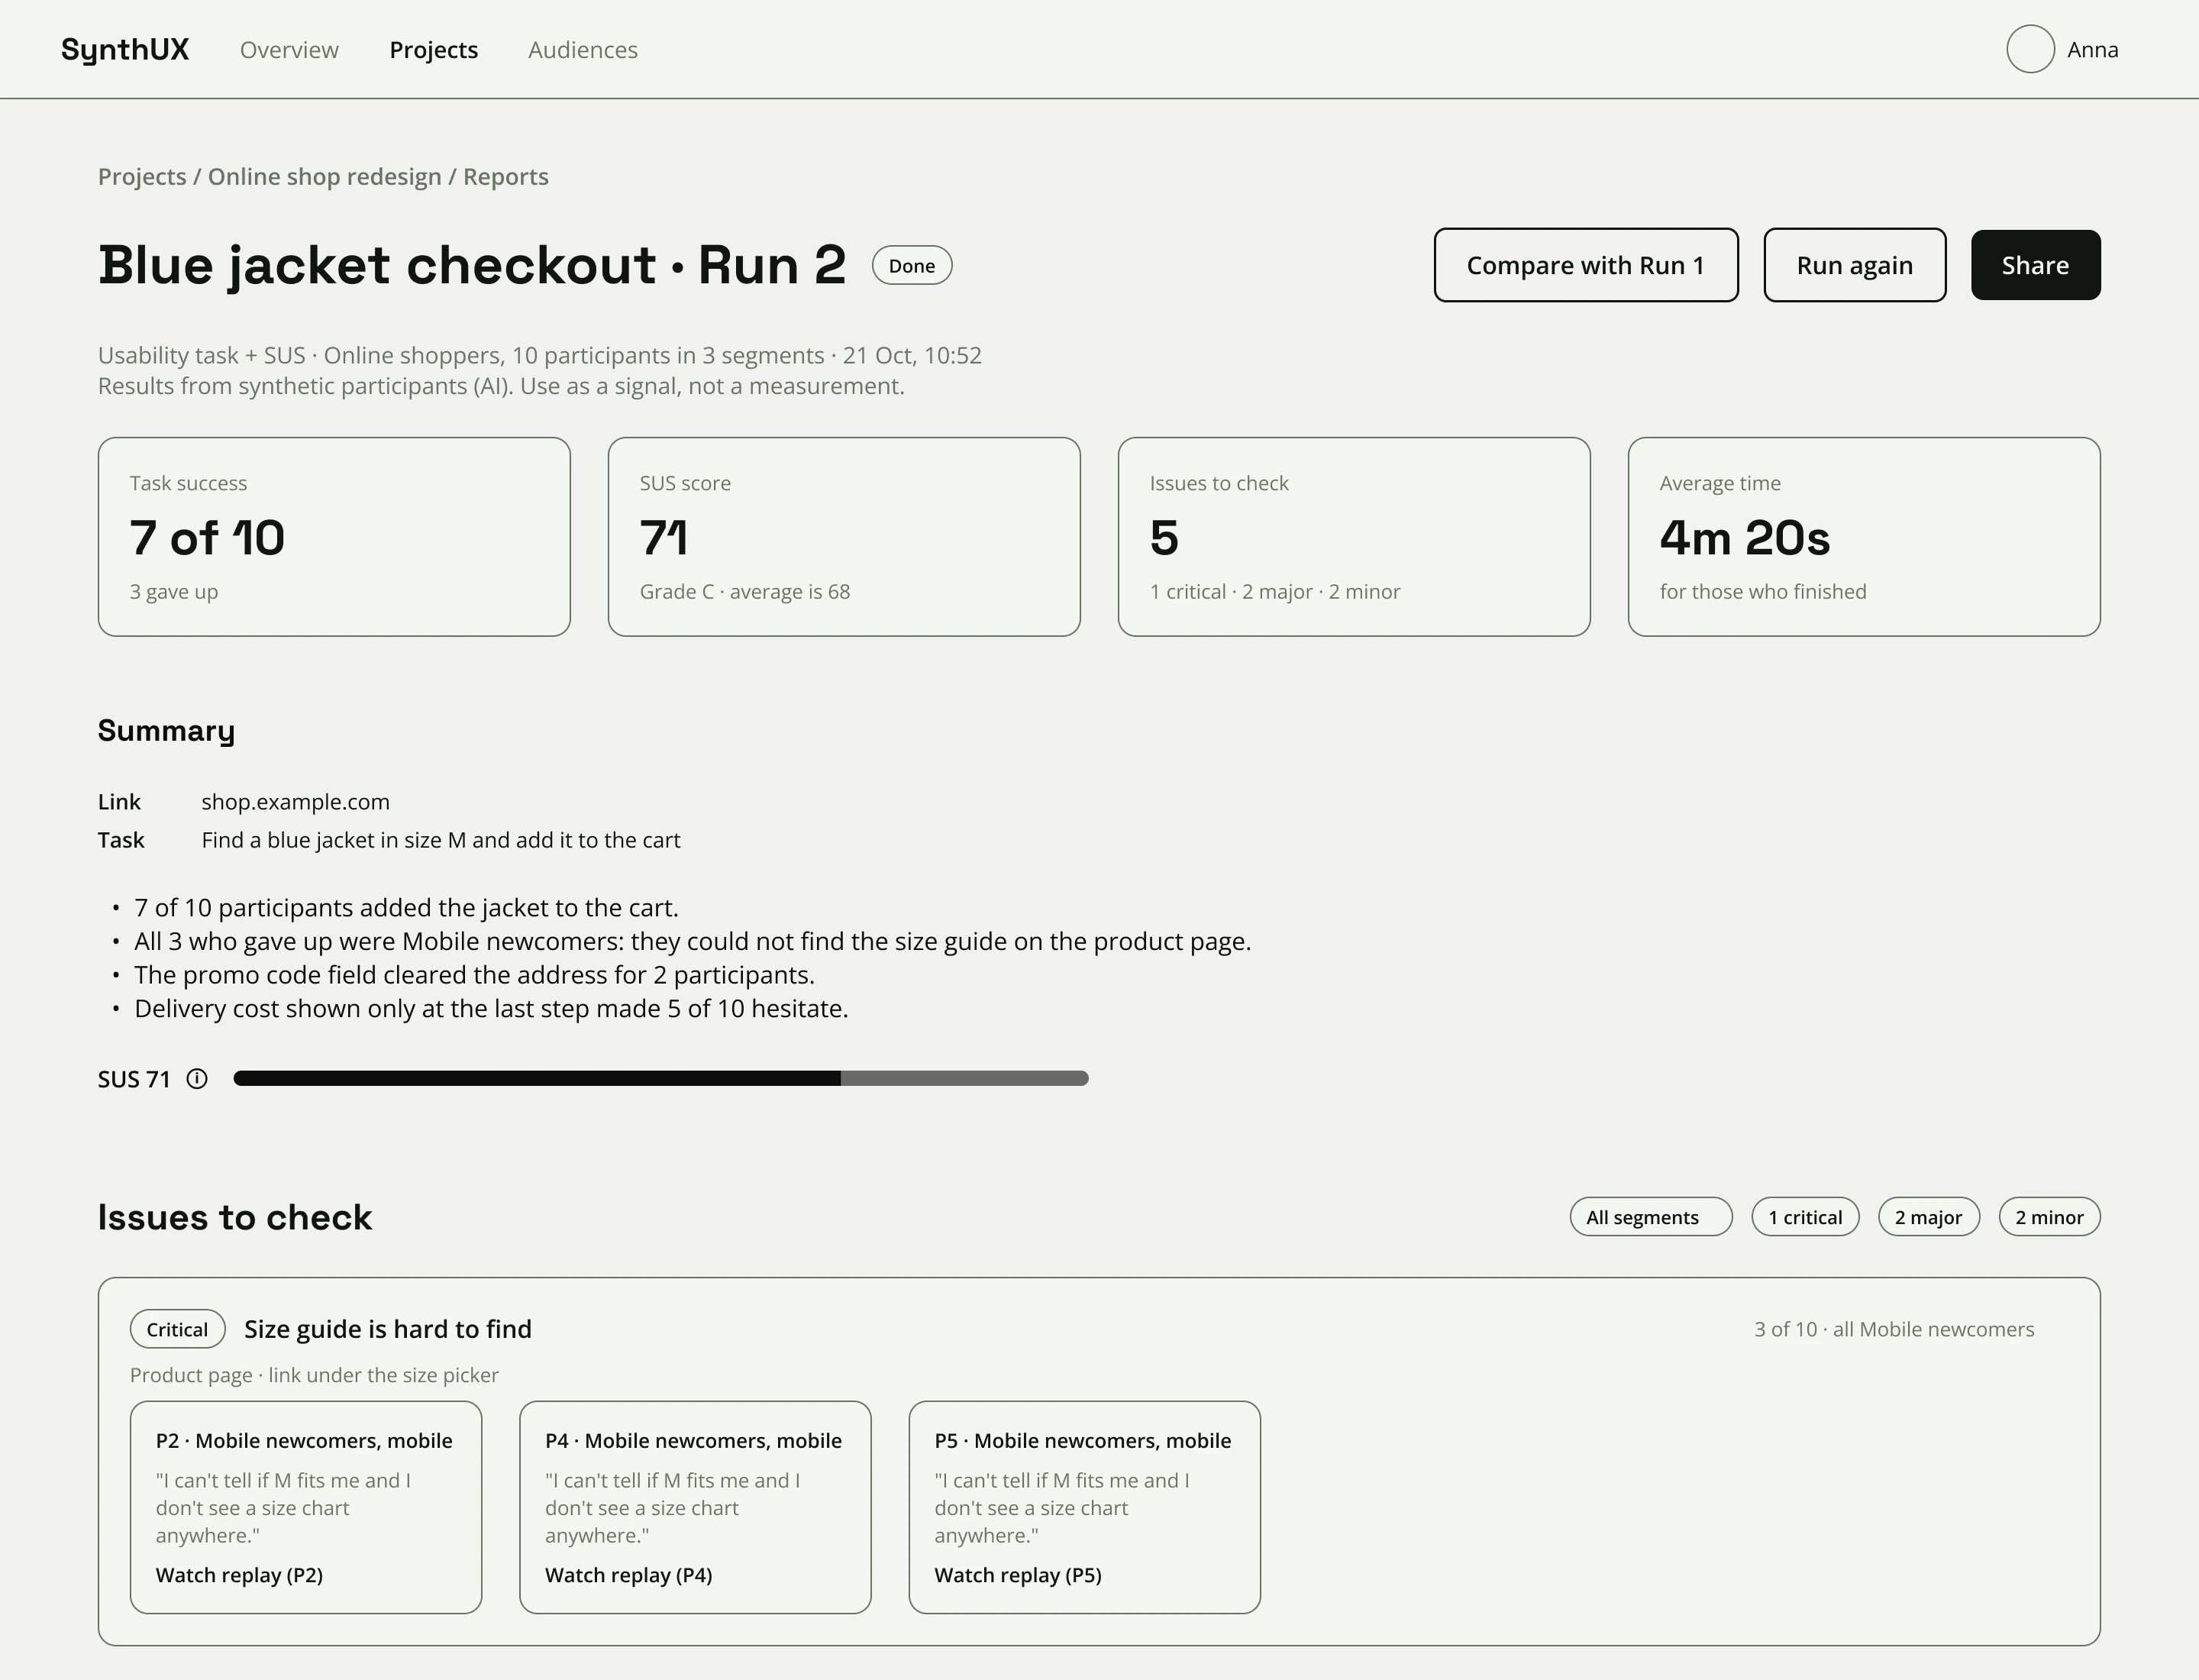 SynthUX Overview Projects Audiences Anna
Projects / Online shop redesign / Reports
Blue jacket checkout · Run 2 Done Compare with Run 1 Run again Share
Usability task + SUS · Online shoppers, 10 participants in 3 segments · 21 Oct, 10:52
Results from synthetic participants (AI). Use as a signal, not a measurement.
Task success
7 of 10
3 gave up
SUS score
71
Grade C · average is 68
Issues to check
5
1 critical · 2 major · 2 minor
Average time
4m 20s
for those who finished
Summary
Link shop.example.com
Task Find a blue jacket in size M and add it to the cart
• 7 of 10 participants added the jacket to the cart.
• All 3 who gave up were Mobile newcomers: they could not find the size guide on the product page.
• The promo code field cleared the address for 2 participants.
• Delivery cost shown only at the last step made 5 of 10 hesitate.
SUS 71
Issues to check All segments 1 critical 2 major 2 minor
Critical Size guide is hard to find 3 of 10 · all Mobile newcomers
Product page · link under the size picker
P2 · Mobile newcomers, mobile
"I can't tell if M fits me and I
don't see a size chart
anywhere."
Watch replay (P2)
P4 · Mobile newcomers, mobile
"I can't tell if M fits me and I
don't see a size chart
anywhere."
Watch replay (P4)
P5 · Mobile newcomers, mobile
"I can't tell if M fits me and I
don't see a size chart
anywhere."
Watch replay (P5)